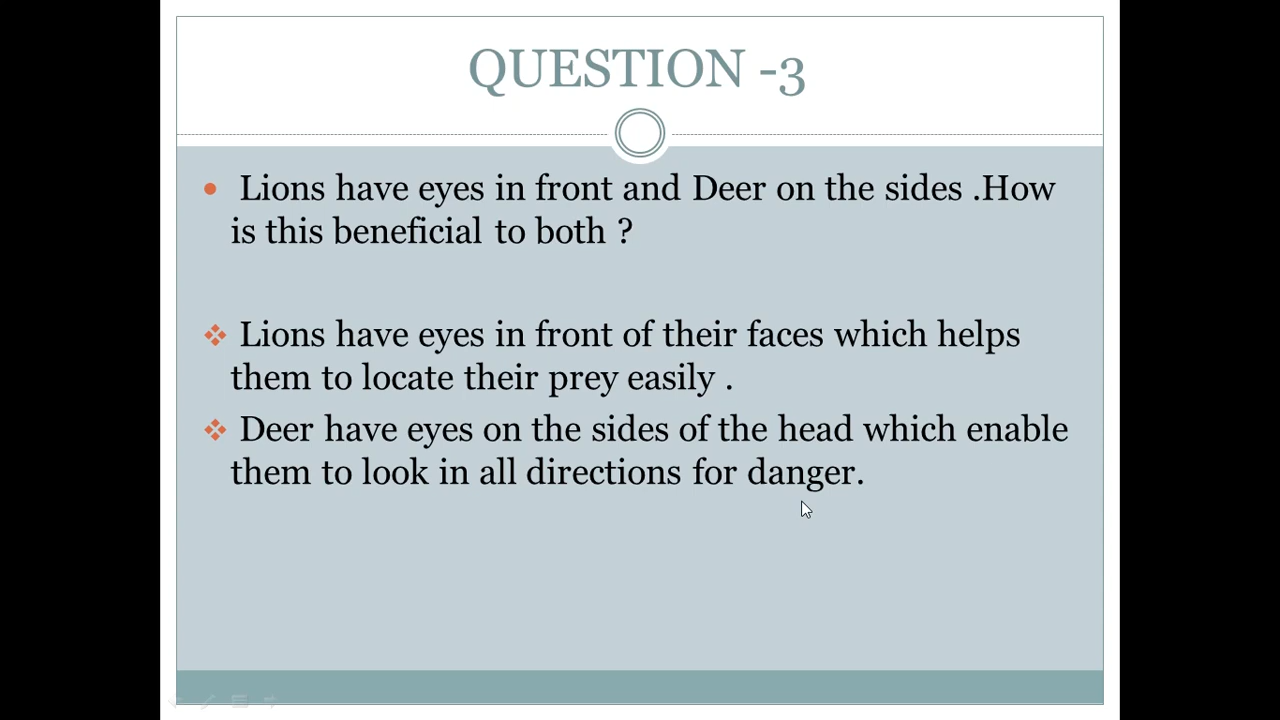 QUESTION -3
Lions have eyes in front and Deer on the sides .How
is this beneficial to both ?
Lions have eyes in front of their faces which helps
them to locate their prey easily .
Deer have eyes on the sides of the head which enable
them to look in all directions for danger.